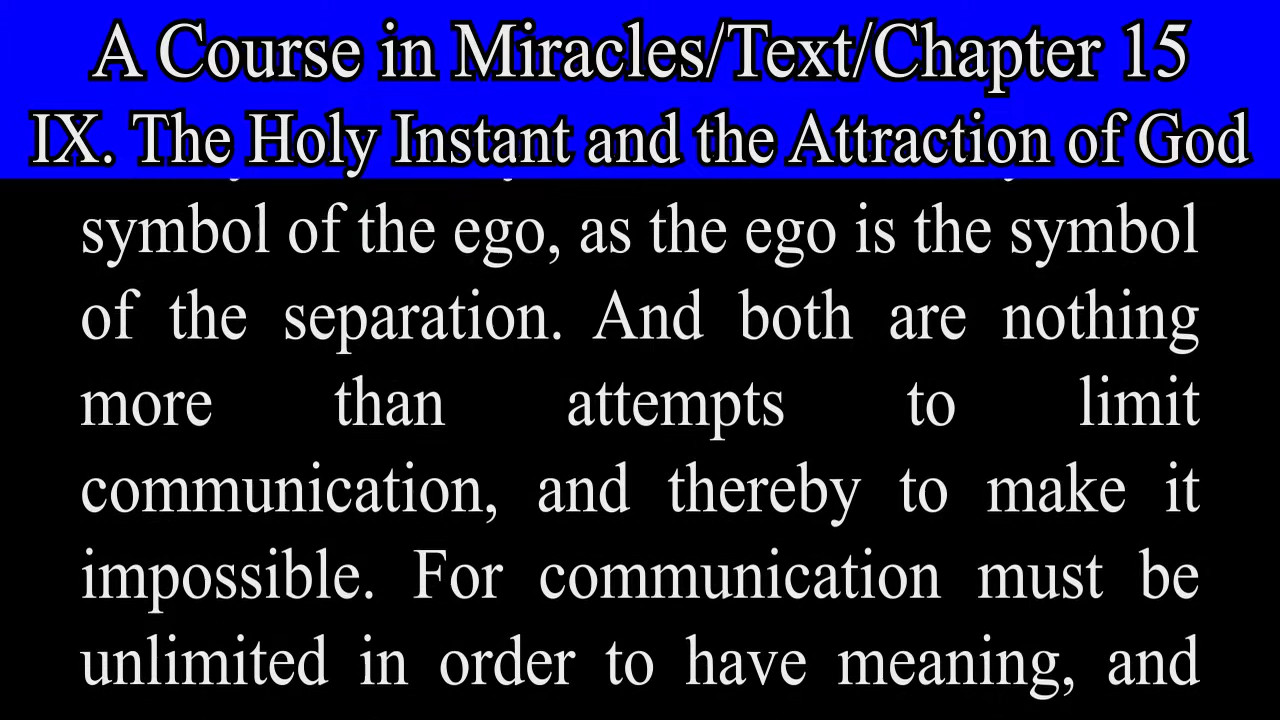 A Course in Miracles/Text/Chapter 15
IX. The Holy Instant and the Attraction of God
symbol of the ego, as the ego is the symbol
of the separation. And both are nothing
more than attempts to limit
communication, and thereby to make it
impossible. For communication must be
unlimited in order to have meaning, and